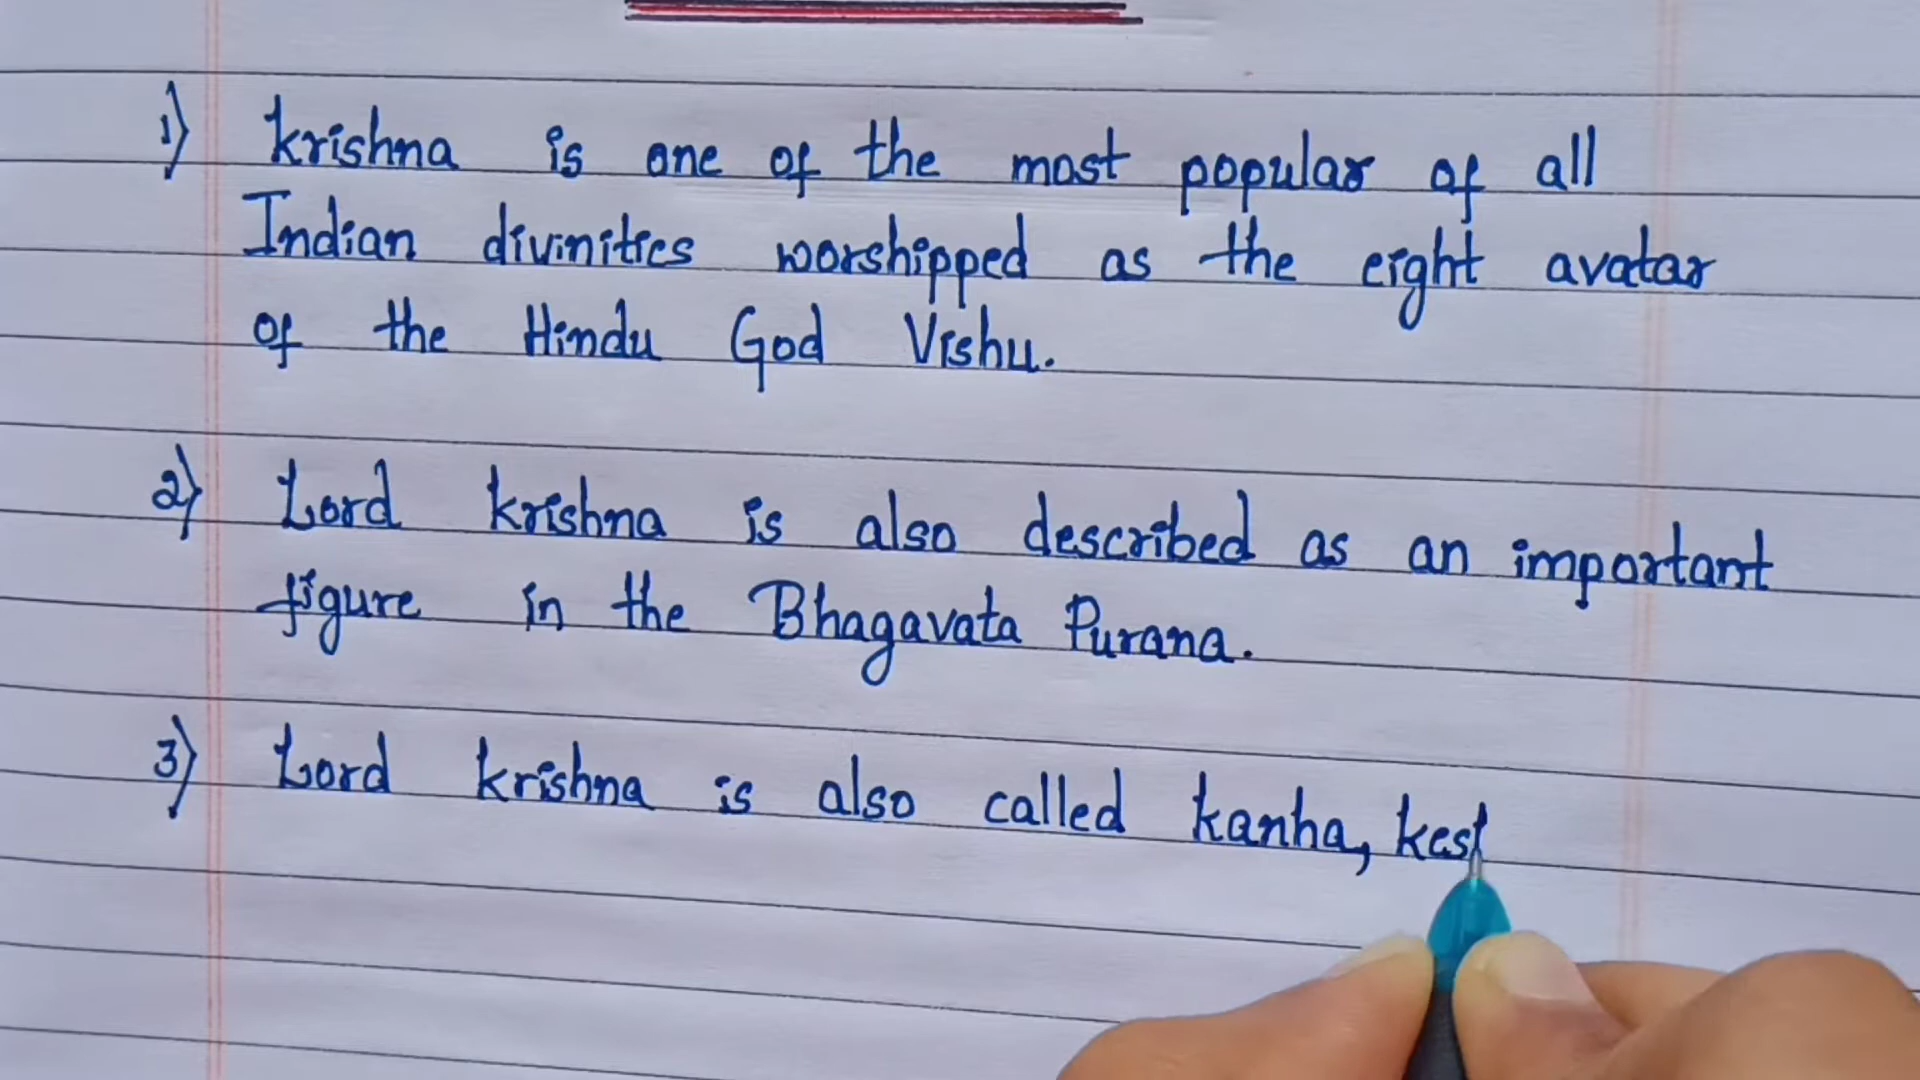 1) Krishna is one of the most popular of all
Indian divinities worshipped as the eight avatar
of the Hindu God Vishu.
2) Lord Krishna is also described as an important
figure in the Bhagavata Purana.
3) Lord Krishna is also called Kanha,